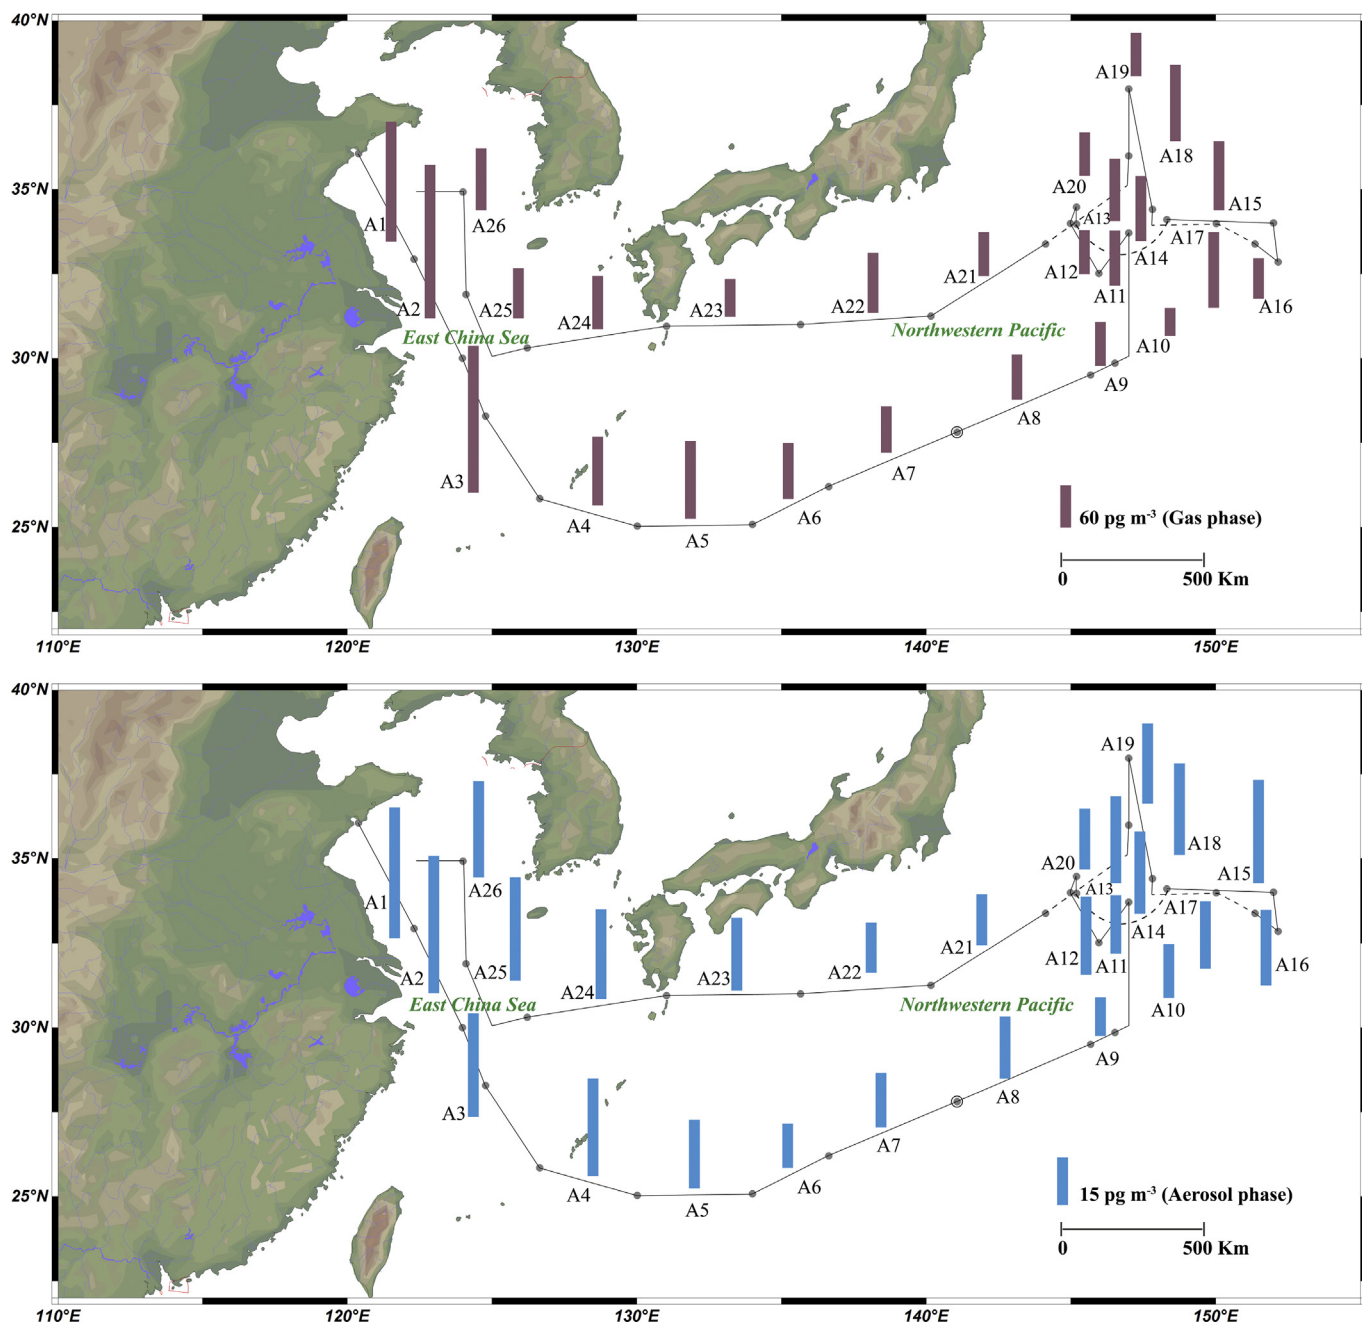 40°N
A19
A18
35°N
A20
A1
A26
A13
A15
A17
A14
A12
A21
A11
A2
A25
A24
A23
A22
A16
East China Sea
Northwestern Pacific
A10
30°N
A9
A8
A3
A7
A6
A4
A5
25°N
60 pg m-3 (Gas phase)
0 500 Km
110°E 120°E 130°E 140°E 150°E
40°N
A19
A18
35°N
A20
A26
A13
A15
A1
A17
A14
A21
A12
A11
A16
A2
A25
A24
A23
A22
East China Sea
Northwestern Pacific
A10
30°N
A9
A8
A3
A7
A6
A4
A5
25°N
15 pg m-3 (Aerosol phase)
0 500 Km
110°E 120°E 130°E 140°E 150°E